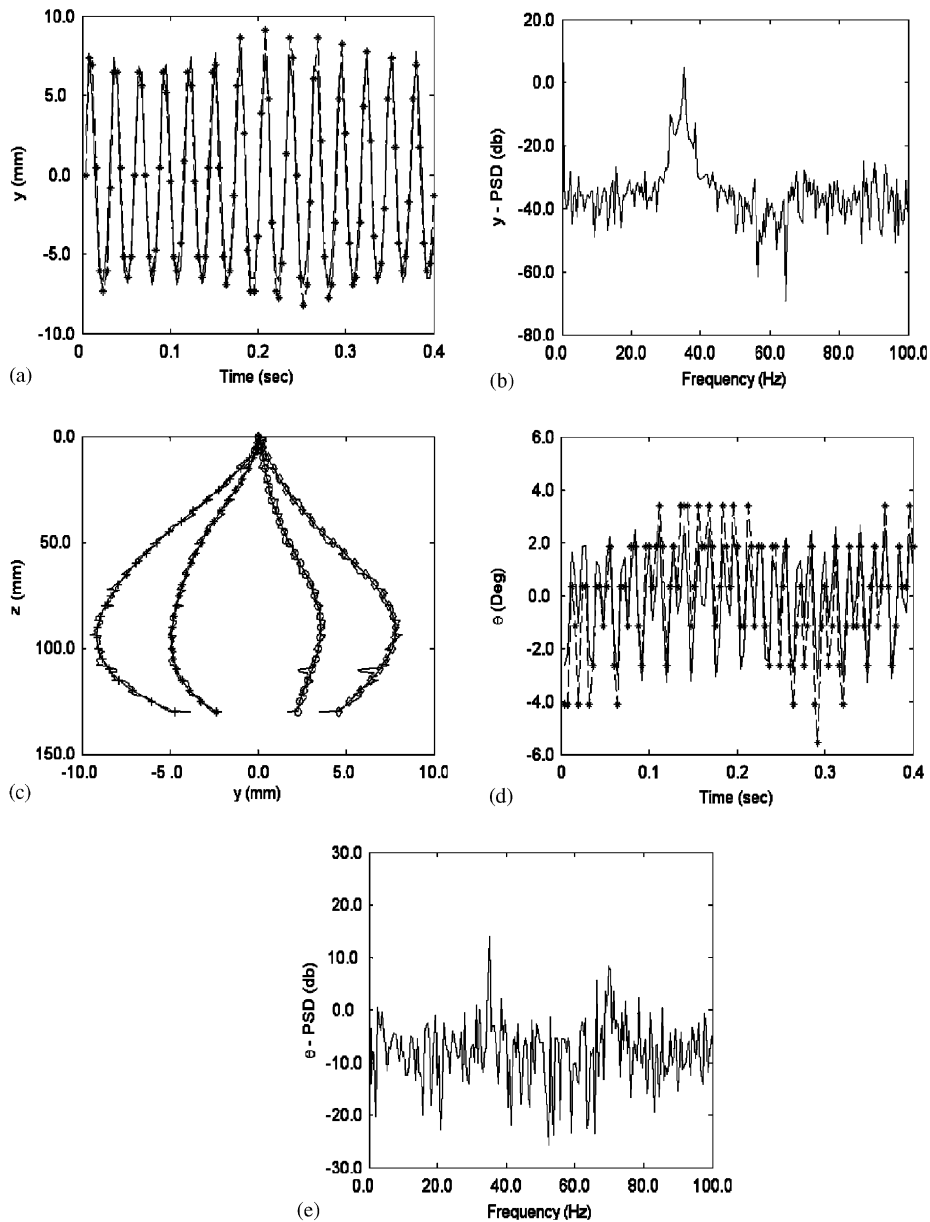 10.0
5.0
0.0
-5.0
-10.0
y (mm)
0 0.1 0.2 0.3 0.4
Time (sec)
(a)
20.0
0.0
-20.0
-40.0
-60.0
-80.0
y - PSD (db)
0.0 20.0 40.0 60.0 80.0 100.0
Frequency (Hz)
(b)
0.0
50.0
100.0
150.0
z (mm)
-10.0 -5.0 0.0 5.0 10.0
y (mm)
(c)
6.0
4.0
2.0
0.0
-2.0
-4.0
-6.0
θ (Deg)
0 0.1 0.2 0.3 0.4
Time (sec)
(d)
30.0
20.0
10.0
0.0
-10.0
-20.0
-30.0
θ - PSD (db)
0.0 20.0 40.0 60.0 80.0 100.0
Frequency (Hz)
(e)